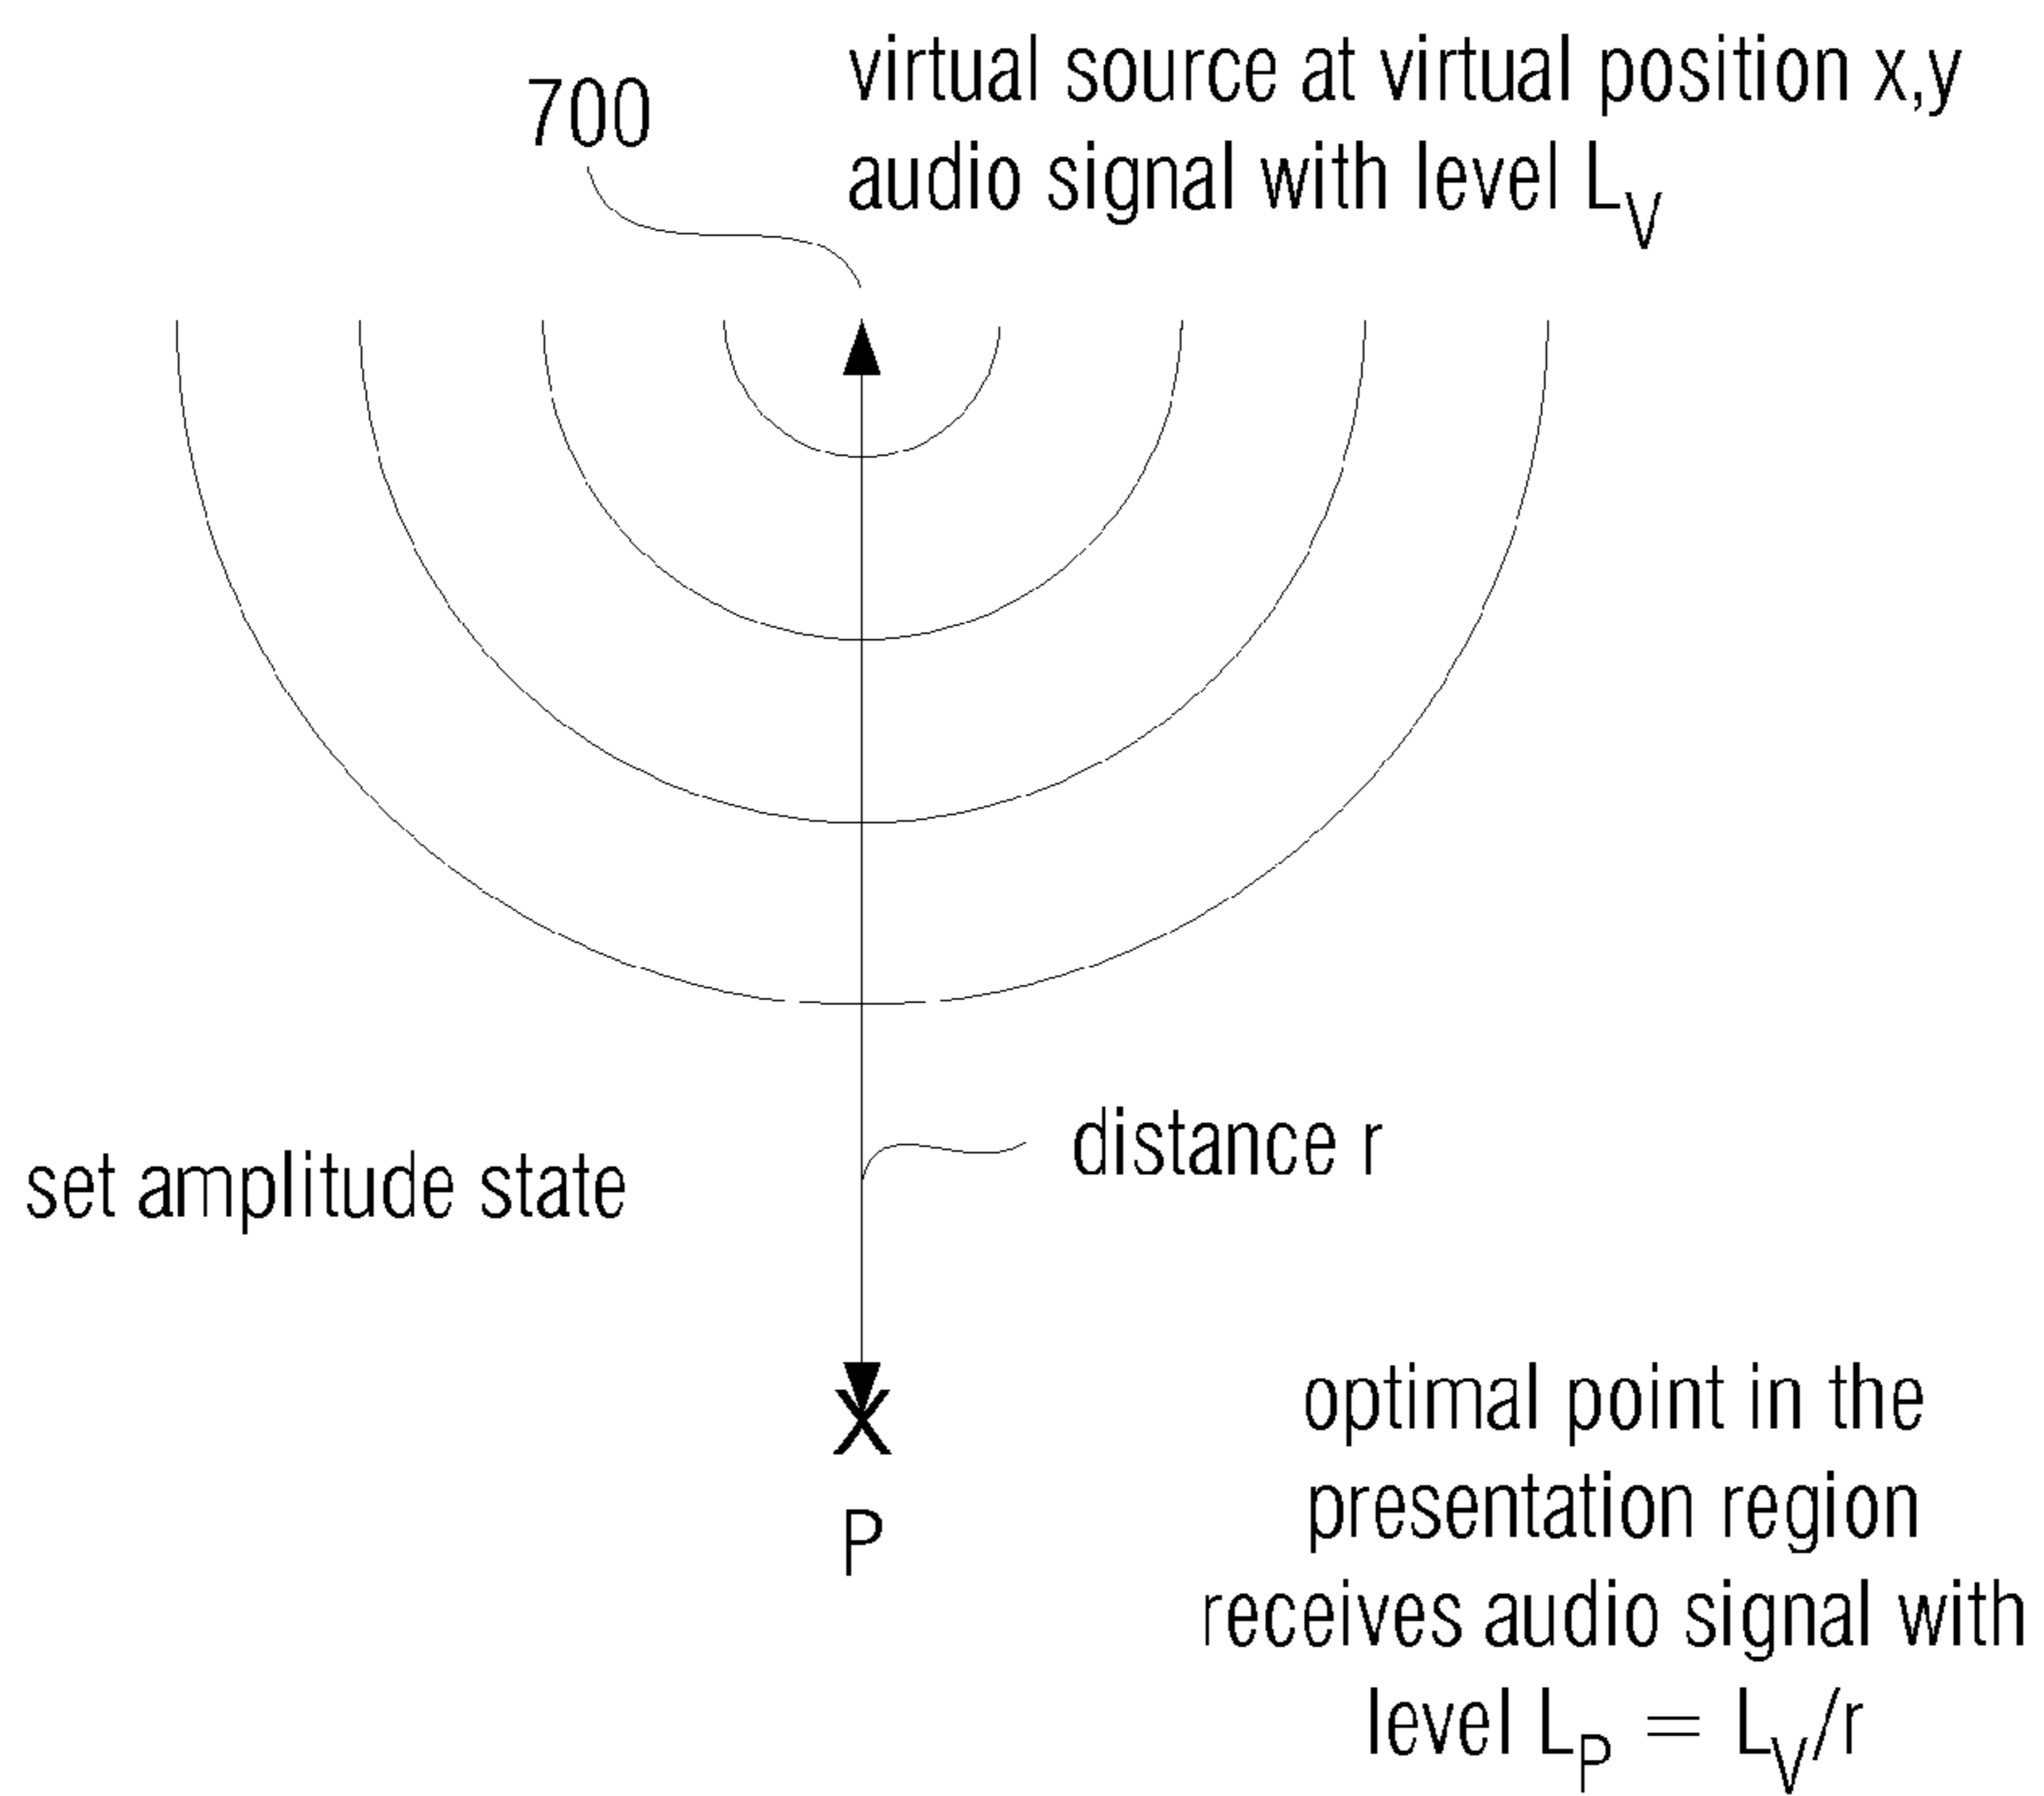 700
virtual source at virtual position x,y
audio signal with level L_V
distance r
set amplitude state
X
P
optimal point in the
presentation region
receives audio signal with
level L_P = L_V/r